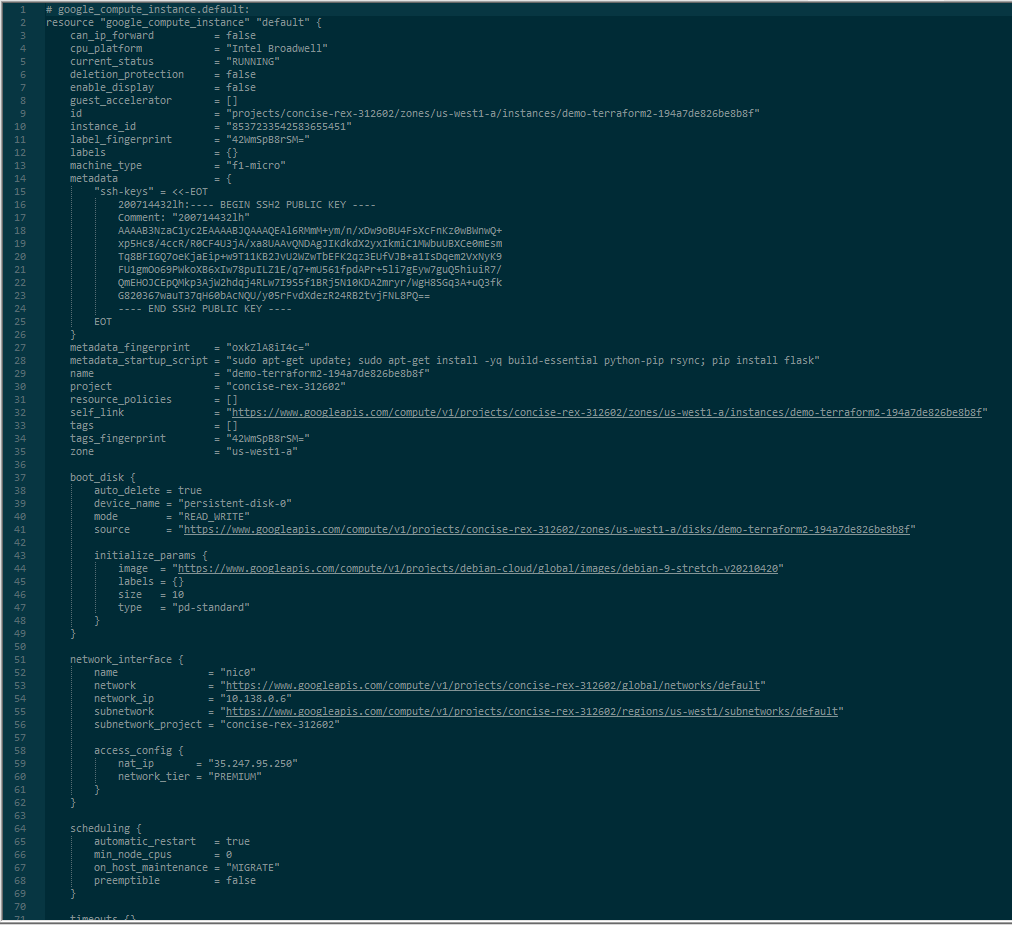 1 # google_compute_instance.default:
2 resource "google_compute_instance" "default" {
3 can_ip_forward = false
4 cpu_platform = "Intel Broadwell"
5 current_status = "RUNNING"
6 deletion_protection = false
7 enable_display = false
8 guest_accelerator = []
9 id = "projects/concise-rex-312602/zones/us-west1-a/instances/demo-terraform2-194a7de826be8b8f"
10 instance_id = "8537233542583655451"
11 label_fingerprint = "42WmSpB8rSM="
12 labels = {}
13 machine_type = "f1-micro"
14 metadata = {
15 "ssh-keys" = <<-EOT
16 200714432lh:---- BEGIN SSH2 PUBLIC KEY ----
17 Comment: "200714432lh"
18 AAAAB3NzaC1yc2EAAAABJQAAAQEAl6RMmM+ym/n/xDw9oBU4FsXcFnKz0wBWnwQ+
19 xp5Hc8/4ccR/R0CF4U3jA/xa8UAAvQNDAgJIKdkdX2yxIkmiC1MWbuUBXCe0mEsm
20 Tq8BFIGQ7oeKjaEip+w9T11KB2JvU2WZwTbEFK2qz3EUfVJB+a1IsDqem2VxNyK9
21 FU1gmOo69PWkoXB6xIw78puILZ1E/q7+mU561fpdAPr+5li7gEyw7guQ5hiuiR7/
22 QmEHOJCEpQMkp3AjW2hdqj4RLw7I9S5f1BRj5N10KDA2mryr/WgH8SGq3A+uQ3fk
23 G820367wauT37qH60bAcNQU/y05rFvdXdezR24RB2tvjFNL8PQ==
24 ---- END SSH2 PUBLIC KEY ----
25 EOT
26 }
27 metadata_fingerprint = "oxkZlA8iI4c="
28 metadata_startup_script = "sudo apt-get update; sudo apt-get install -yq build-essential python-pip rsync; pip install flask"
29 name = "demo-terraform2-194a7de826be8b8f"
30 project = "concise-rex-312602"
31 resource_policies = []
32 self_link = "https://www.googleapis.com/compute/v1/projects/concise-rex-312602/zones/us-west1-a/instances/demo-terraform2-194a7de826be8b8f"
33 tags = []
34 tags_fingerprint = "42WmSpB8rSM="
35 zone = "us-west1-a"
36
37 boot_disk {
38 auto_delete = true
39 device_name = "persistent-disk-0"
40 mode = "READ_WRITE"
41 source = "https://www.googleapis.com/compute/v1/projects/concise-rex-312602/zones/us-west1-a/disks/demo-terraform2-194a7de826be8b8f"
42
43 initialize_params {
44 image = "https://www.googleapis.com/compute/v1/projects/debian-cloud/global/images/debian-9-stretch-v20210420"
45 labels = {}
46 size = 10
47 type = "pd-standard"
48 }
49 }
50
51 network_interface {
52 name = "nic0"
53 network = "https://www.googleapis.com/compute/v1/projects/concise-rex-312602/global/networks/default"
54 network_ip = "10.138.0.6"
55 subnetwork = "https://www.googleapis.com/compute/v1/projects/concise-rex-312602/regions/us-west1/subnetworks/default"
56 subnetwork_project = "concise-rex-312602"
57
58 access_config {
59 nat_ip = "35.247.95.250"
60 network_tier = "PREMIUM"
61 }
62 }
63
64 scheduling {
65 automatic_restart = true
66 min_node_cpus = 0
67 on_host_maintenance = "MIGRATE"
68 preemptible = false
69 }
70
71 timeouts {}